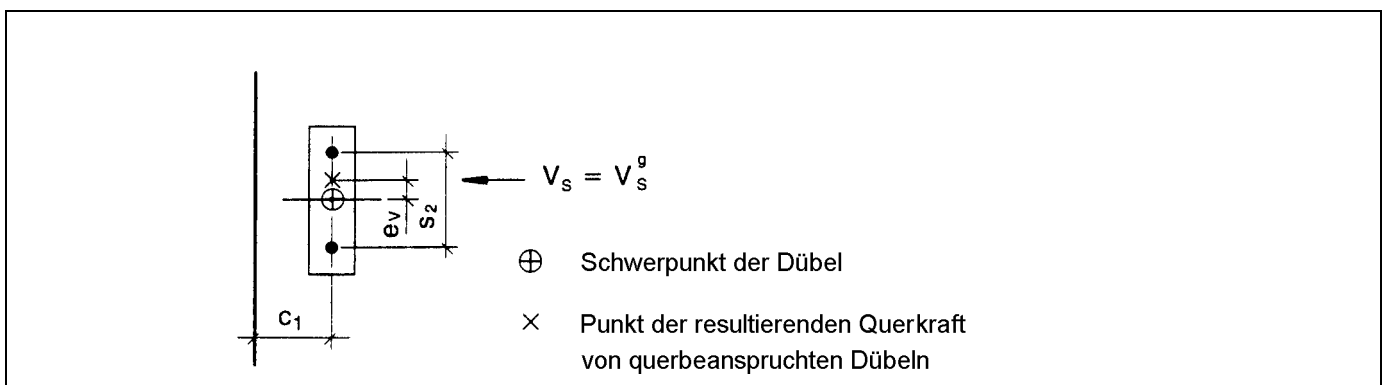 V_S = V_S^g
e_V
s_2
⊕ Schwerpunkt der Dübel
c_1
× Punkt der resultierenden Querkraft
von querbeanspruchten Dübeln